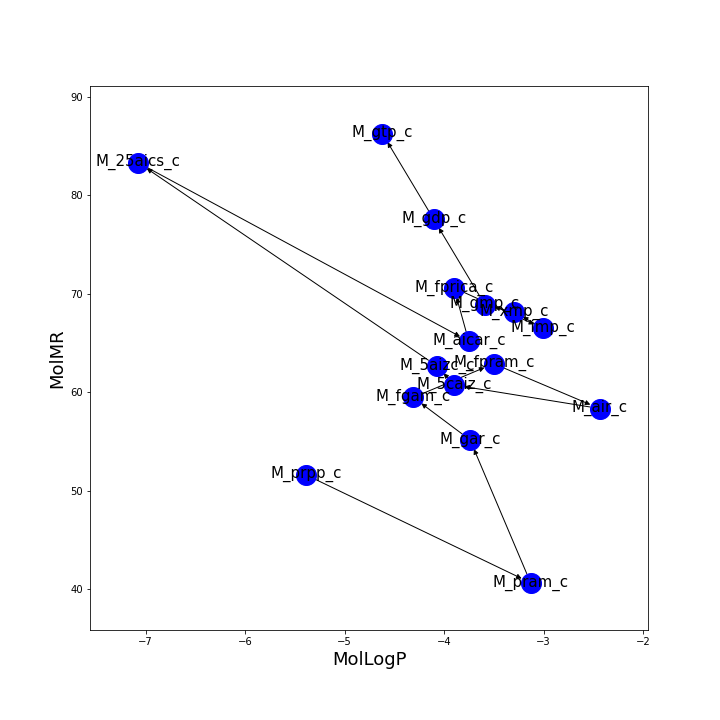 90
80
70
60
50
40
MolMR
M_gtp_c
M_25aics_c
M_gdp_c
M_fprica_c
M_gmp_c
M_xmp_c
M_imp_c
M_aicar_c
M_5aizc_c
M_fpram_c
M_5caiz_c
M_fgam_c
M_air_c
M_gar_c
M_prpp_c
M_pram_c
−7
−6
−5
−4
−3
−2
MolLogP